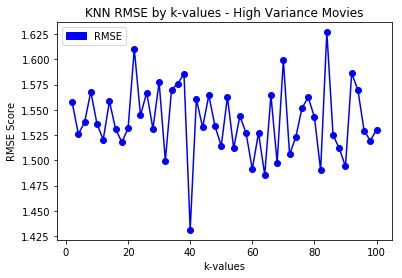 KNN RMSE by k-values - High Variance Movies
RMSE
1.625
1.600
1.575
1.550
1.525
1.500
1.475
1.450
1.425
RMSE Score
0 20 40 60 80 100
k-values